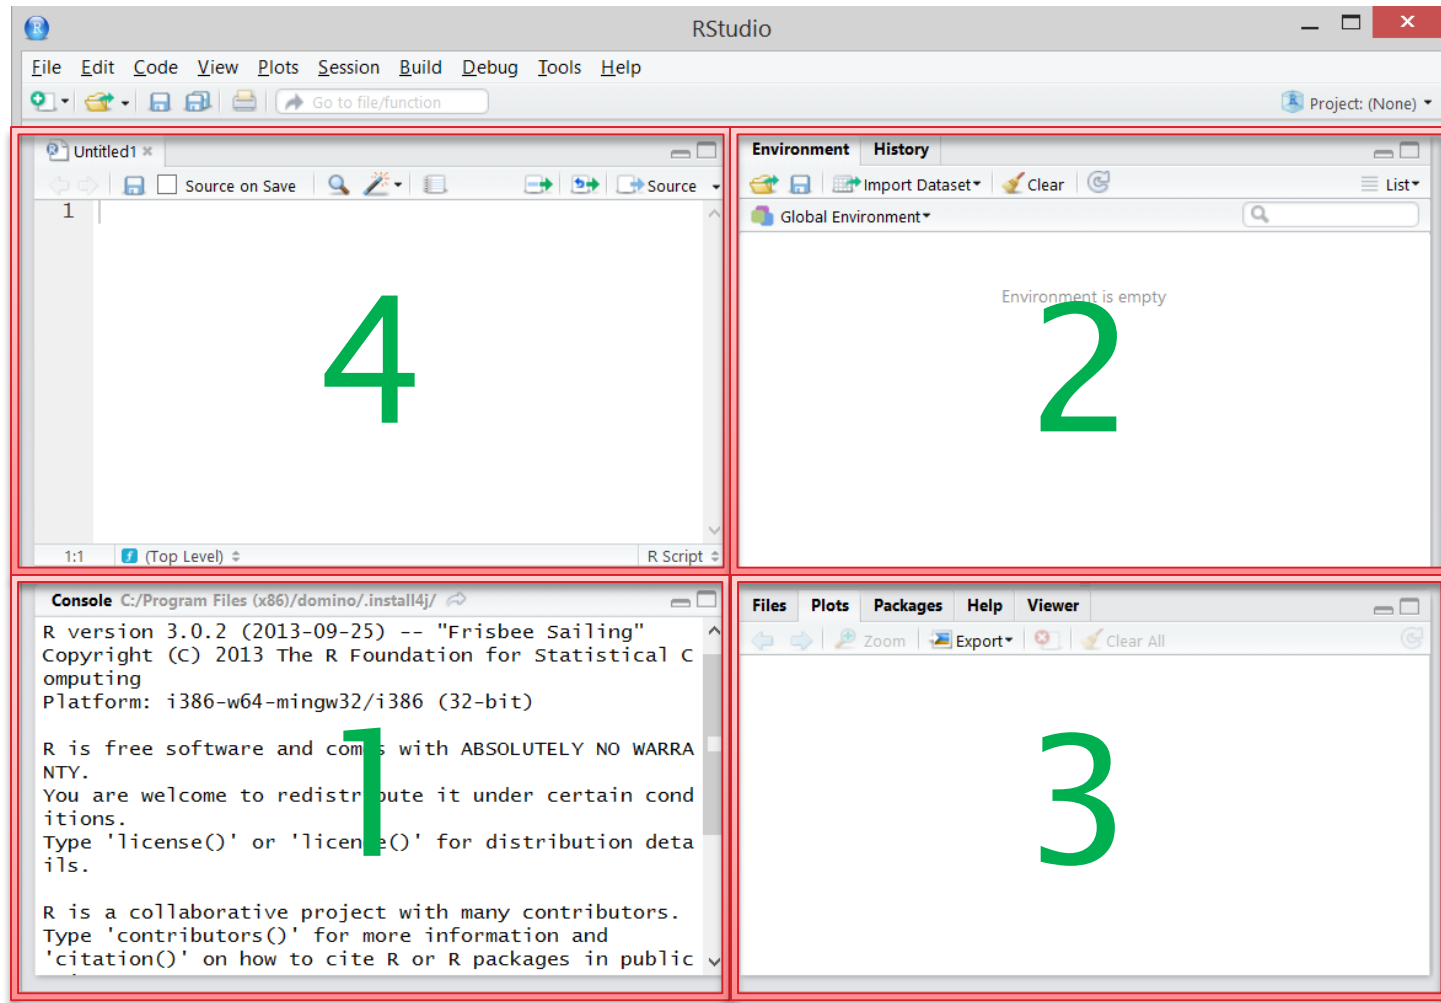 RStudio
File Edit Code View Plots Session Build Debug Tools Help
Go to file/function
Project: (None)
Untitled1
Source on Save
Source
1
4
1:1 (Top Level) R Script
Environment History
Import Dataset Clear List
Global Environment
Environment is empty
2
Console C:/Program Files (x86)/domino/.install4j/
R version 3.0.2 (2013-09-25) -- "Frisbee Sailing"
Copyright (C) 2013 The R Foundation for Statistical C
omputing
Platform: i386-w64-mingw32/i386 (32-bit)
R is free software and comes with ABSOLUTELY NO WARRA
NTY.
You are welcome to redistribute it under certain cond
itions.
Type 'license()' or 'licence()' for distribution deta
ils.
R is a collaborative project with many contributors.
Type 'contributors()' for more information and
'citation()' on how to cite R or R packages in public
1
Files Plots Packages Help Viewer
Zoom Export Clear All
3